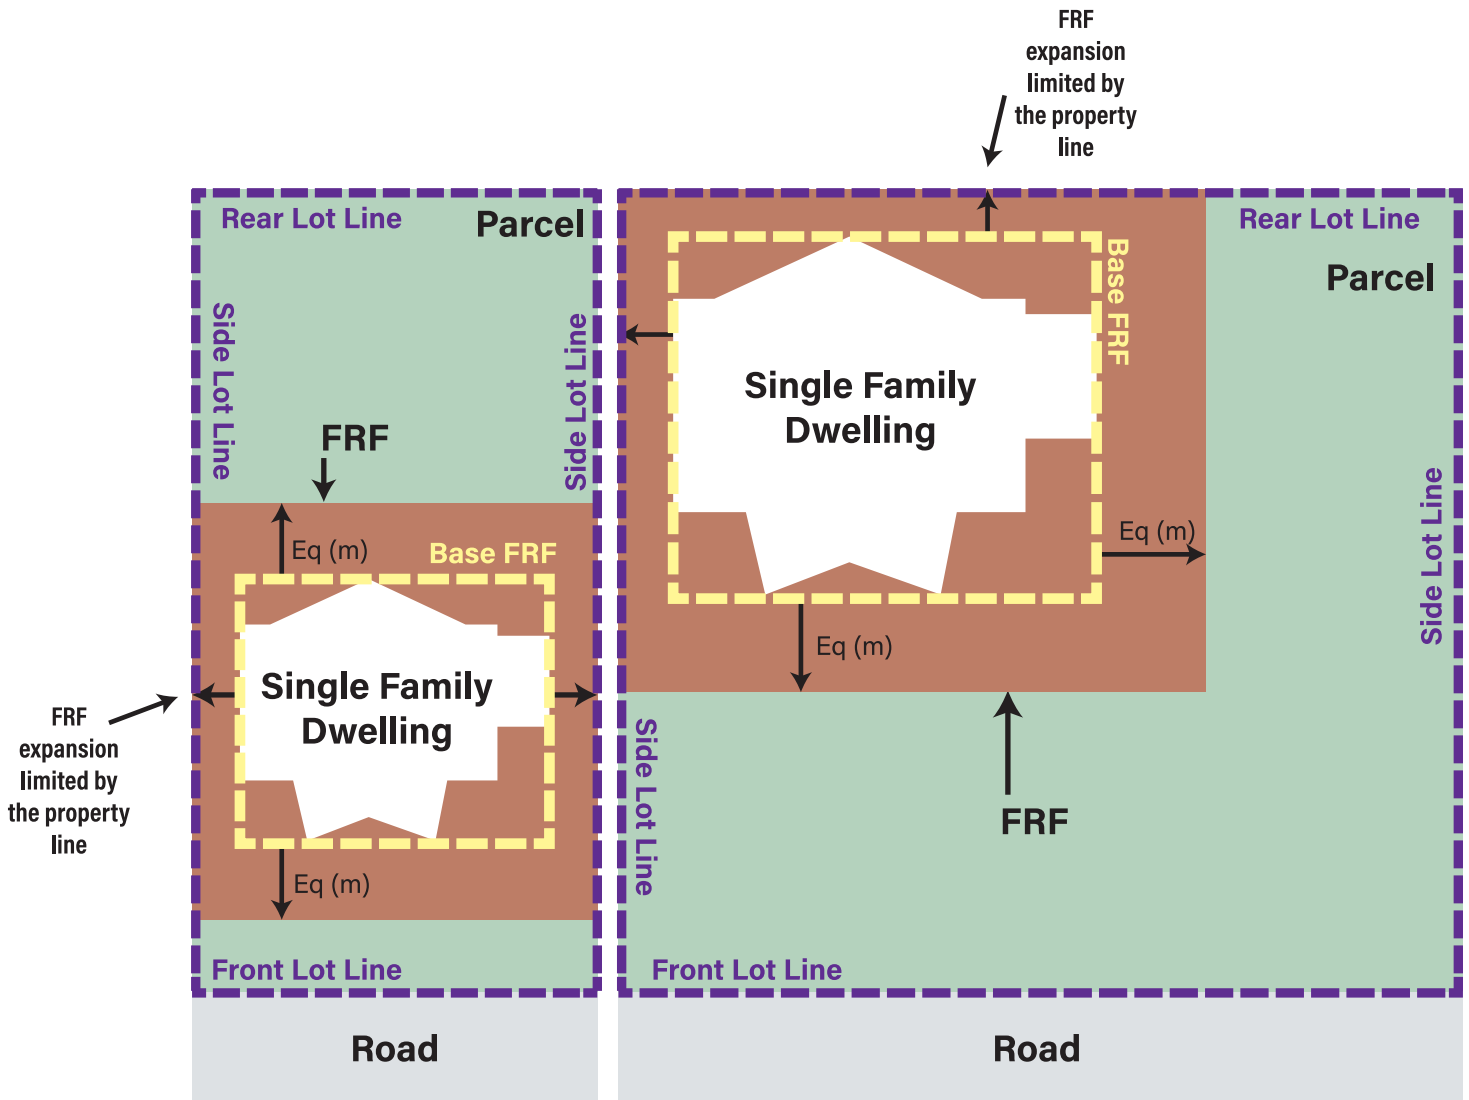 FRF
expansion
limited by
the property
line
Rear Lot Line
Parcel
Side Lot Line
Side Lot Line
FRF
Eq (m)
Base FRF
Single Family
Dwelling
FRF
expansion
limited by
the property
line
Eq (m)
Front Lot Line
Road
Rear Lot Line
Parcel
Base FRF
Single Family
Dwelling
Eq (m)
Side Lot Line
Eq (m)
Side Lot Line
FRF
Front Lot Line
Road